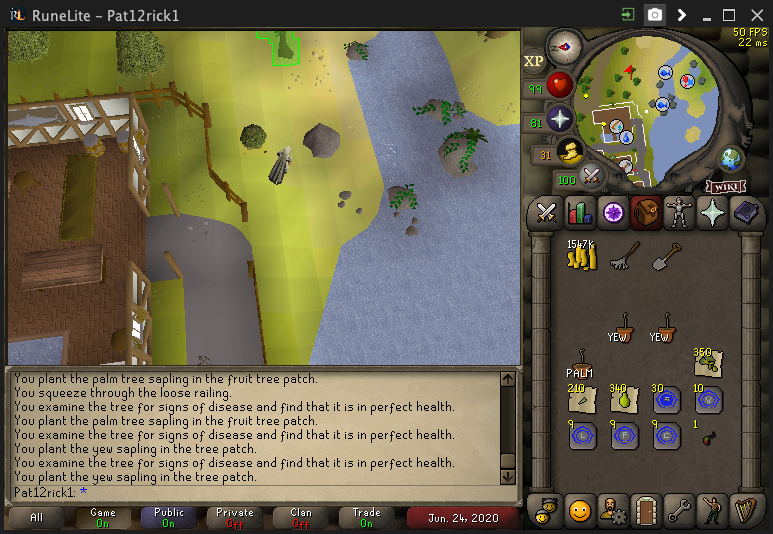 RuneLite - Pat12rick1
50 FPS
22 ms
XP
99
81
31
100
WIKI
1547K
YEW
YEW
PALM
350
210
340
30
10
9
9
9
1
You plant the palm tree sapling in the fruit tree patch.
You squeeze through the loose railing.
You examine the tree for signs of disease and find that it is in perfect health.
You plant the palm tree sapling in the fruit tree patch.
You examine the tree for signs of disease and find that it is in perfect health.
You plant the yew sapling in the tree patch.
You examine the tree for signs of disease and find that it is in perfect health.
You plant the yew sapling in the tree patch.
Pat12rick1: *
All
Game
On
Public
On
Private
Off
Clan
Off
Trade
On
Jun. 24, 2020